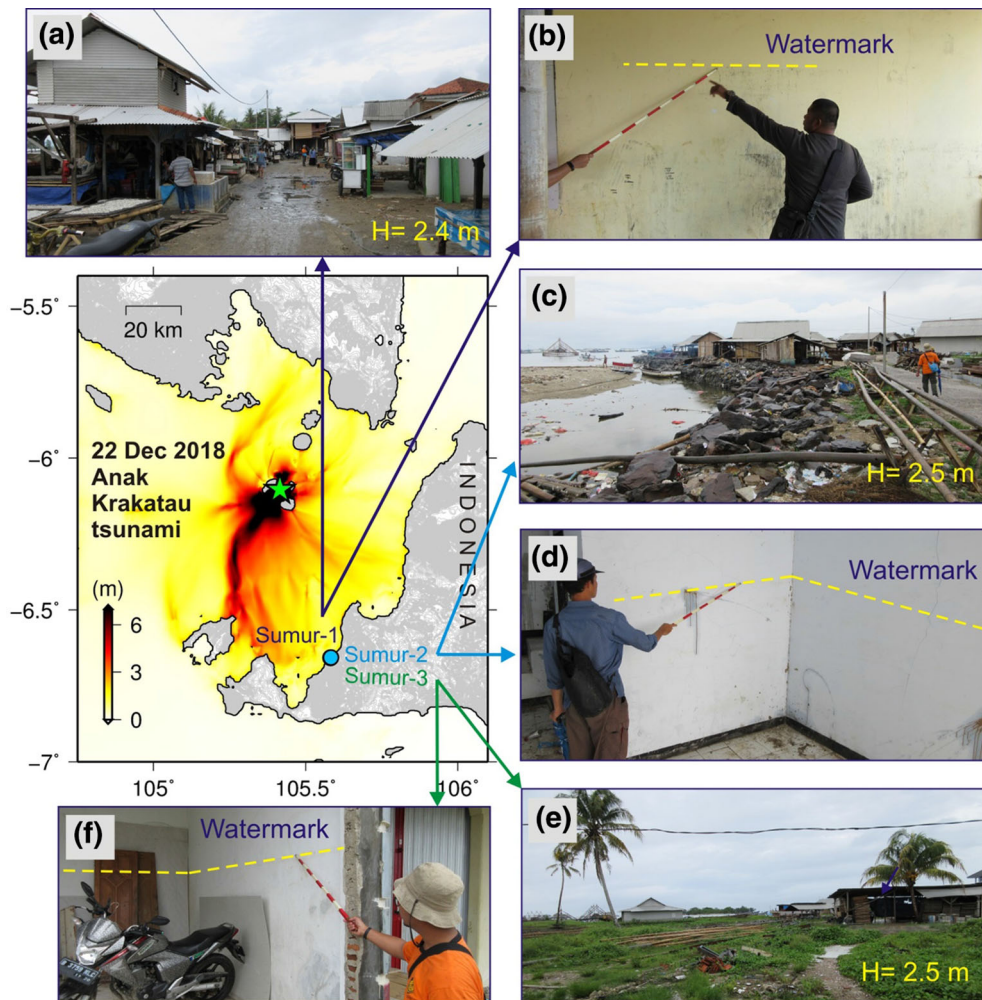 (a)
H= 2.4 m
(b)
Watermark
(c)
H= 2.5 m
-5.5°
-6°
-6.5°
-7°
20 km
22 Dec 2018
Anak
Krakatau
tsunami
(m)
6
3
0
INDONESIA
Sumur-1
Sumur-2
Sumur-3
105°
105.5°
106°
(d)
Watermark
(f)
Watermark
(e)
H= 2.5 m